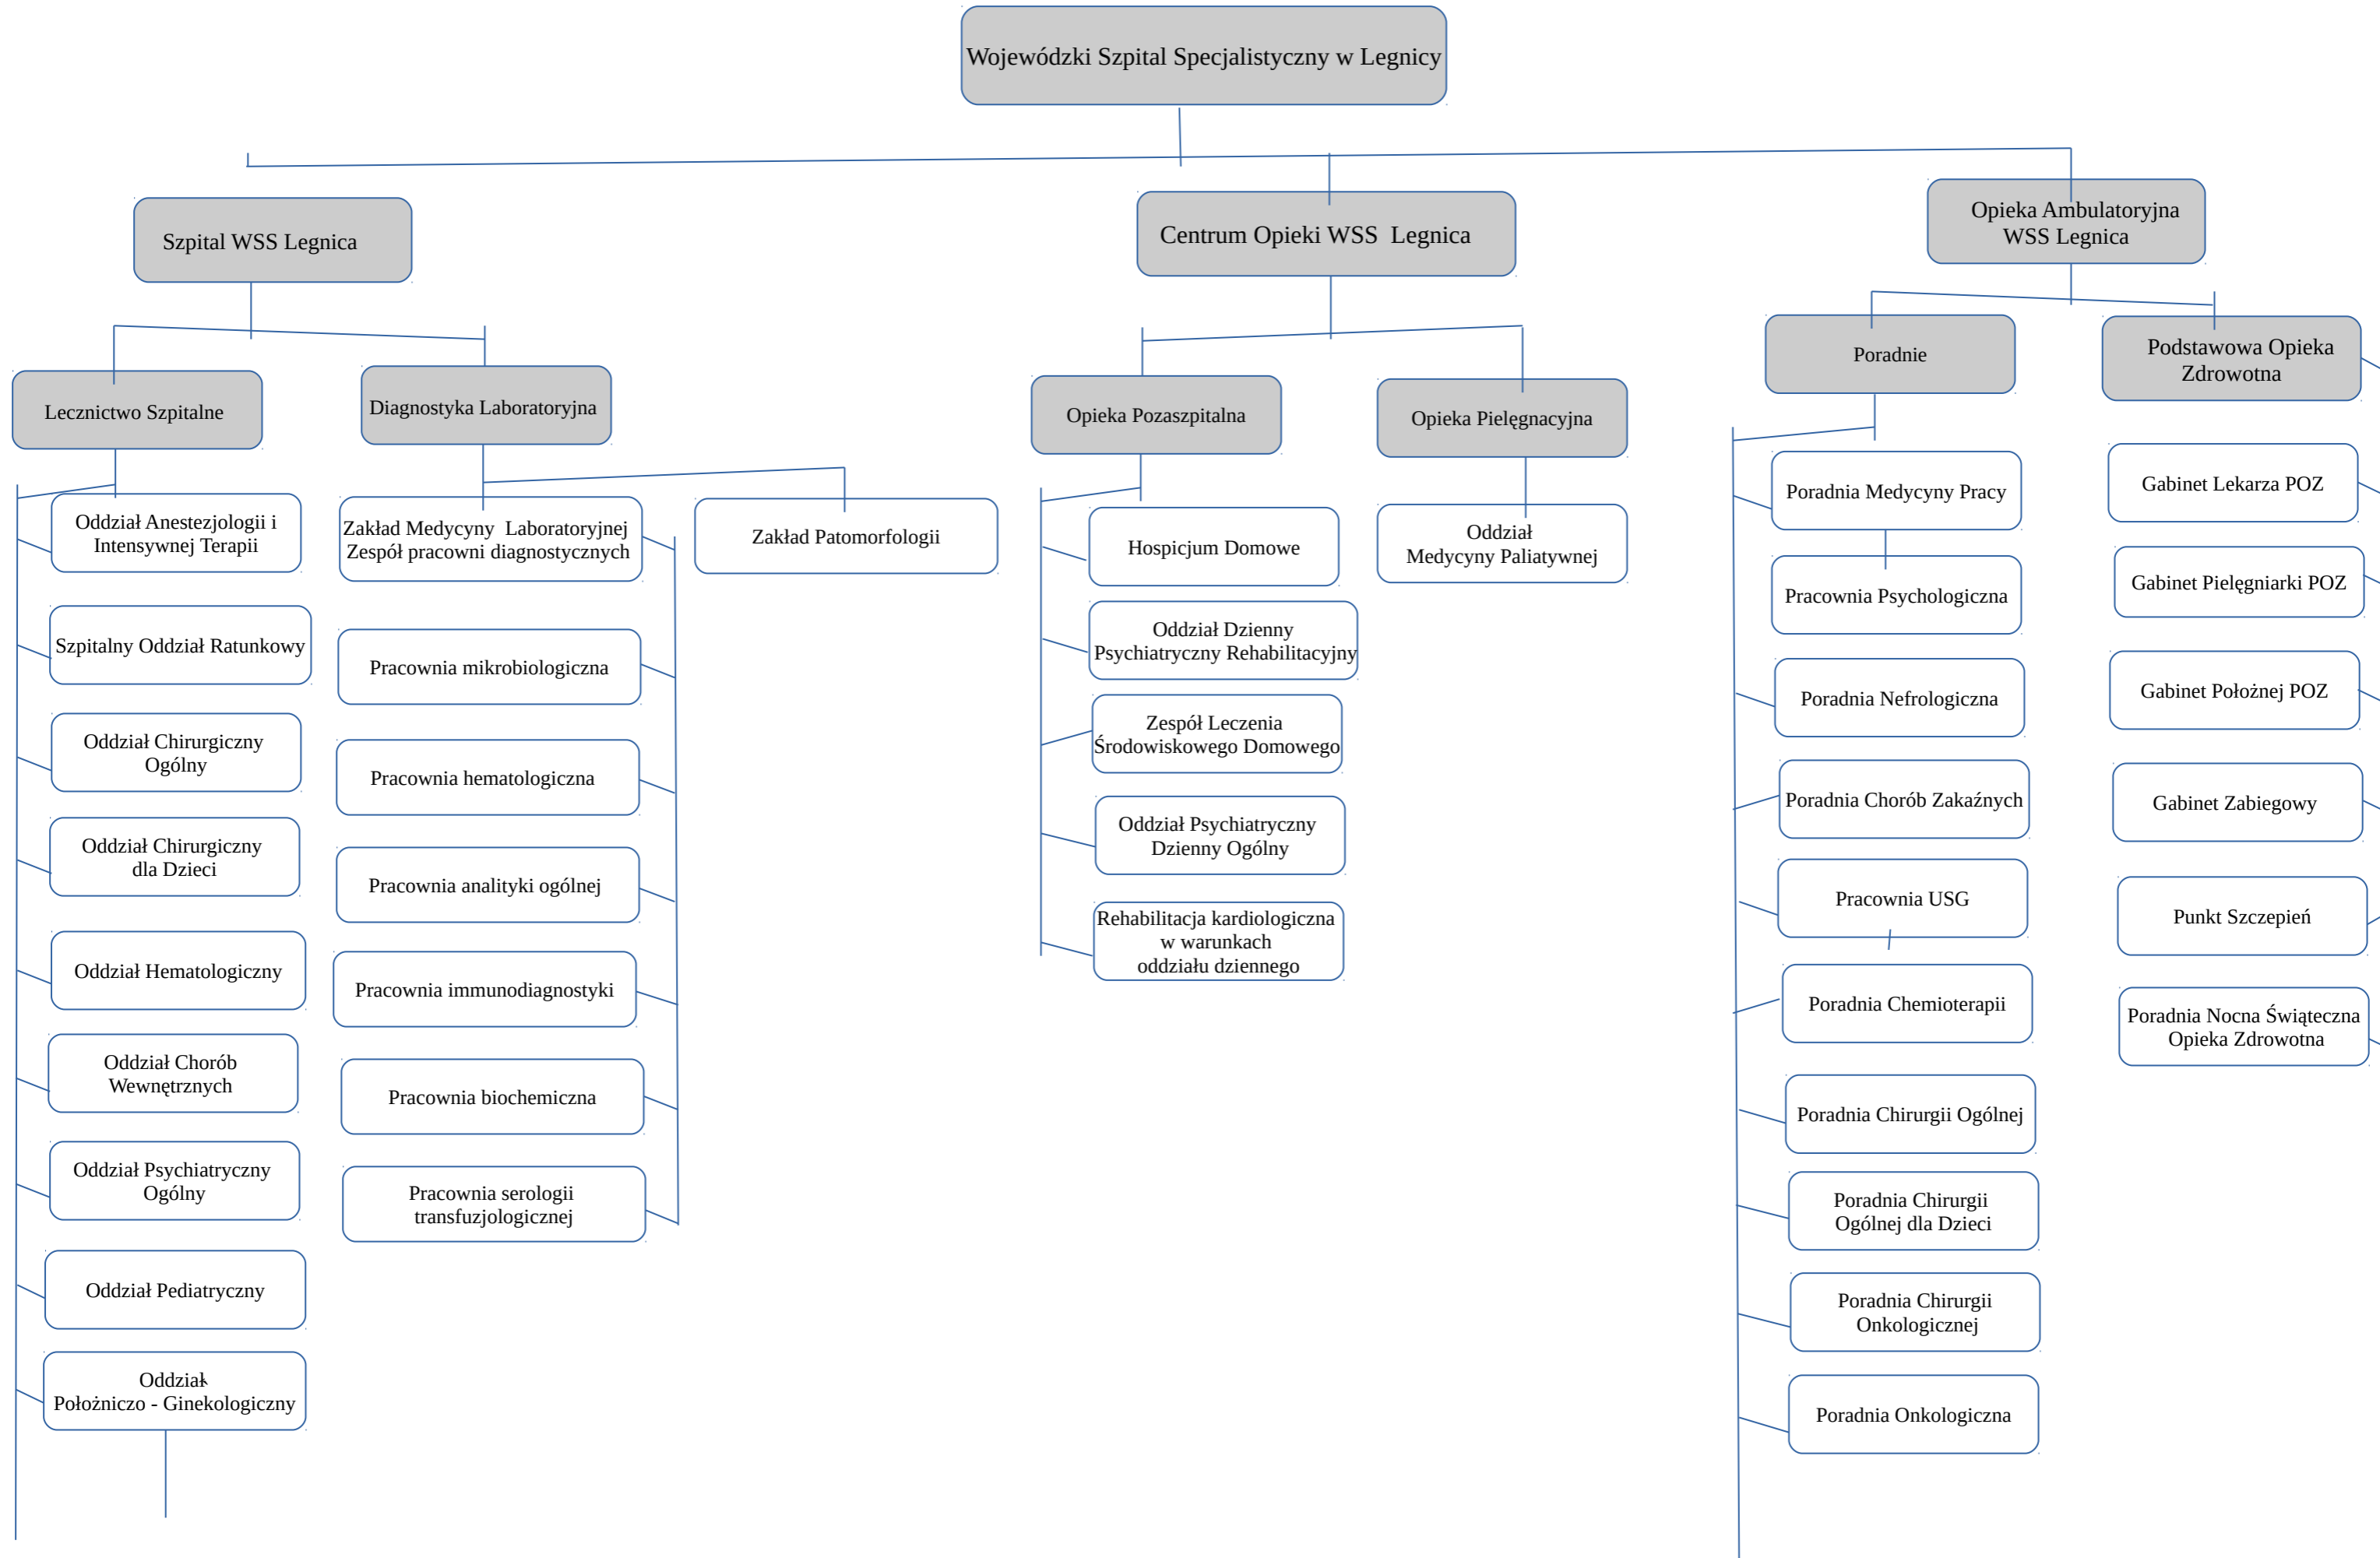 Wojewódzki Szpital Specjalistyczny w Legnicy
Szpital WSS Legnica
Centrum Opieki WSS Legnica
Opieka Ambulatoryjna
WSS Legnica
Lecznictwo Szpitalne
Diagnostyka Laboratoryjna
Opieka Pozaszpitalna
Opieka Pielęgnacyjna
Poradnie
Podstawowa Opieka
Zdrowotna
Oddział Anestezjologii i
Intensywnej Terapii
Szpitalny Oddział Ratunkowy
Oddział Chirurgiczny
Ogólny
Oddział Chirurgiczny
dla Dzieci
Oddział Hematologiczny
Oddział Chorób
Wewnętrznych
Oddział Psychiatryczny
Ogólny
Oddział Pediatryczny
Oddział
Położniczo - Ginekologiczny
Zakład Medycyny Laboratoryjnej
Zespół pracowni diagnostycznych
Pracownia mikrobiologiczna
Pracownia hematologiczna
Pracownia analityki ogólnej
Pracownia immunodiagnostyki
Pracownia biochemiczna
Pracownia serologii
transfuzjologicznej
Zakład Patomorfologii
Hospicjum Domowe
Oddział Dzienny
Psychiatryczny Rehabilitacyjny
Zespół Leczenia
Środowiskowego Domowego
Oddział Psychiatryczny
Dzienny Ogólny
Rehabilitacja kardiologiczna
w warunkach
oddziału dziennego
Oddział
Medycyny Paliatywnej
Poradnia Medycyny Pracy
Pracownia Psychologiczna
Poradnia Nefrologiczna
Poradnia Chorób Zakaźnych
Pracownia USG
Poradnia Chemioterapii
Poradnia Chirurgii Ogólnej
Poradnia Chirurgii
Ogólnej dla Dzieci
Poradnia Chirurgii
Onkologicznej
Poradnia Onkologiczna
Gabinet Lekarza POZ
Gabinet Pielęgniarki POZ
Gabinet Położnej POZ
Gabinet Zabiegowy
Punkt Szczepień
Poradnia Nocna Świąteczna
Opieka Zdrowotna